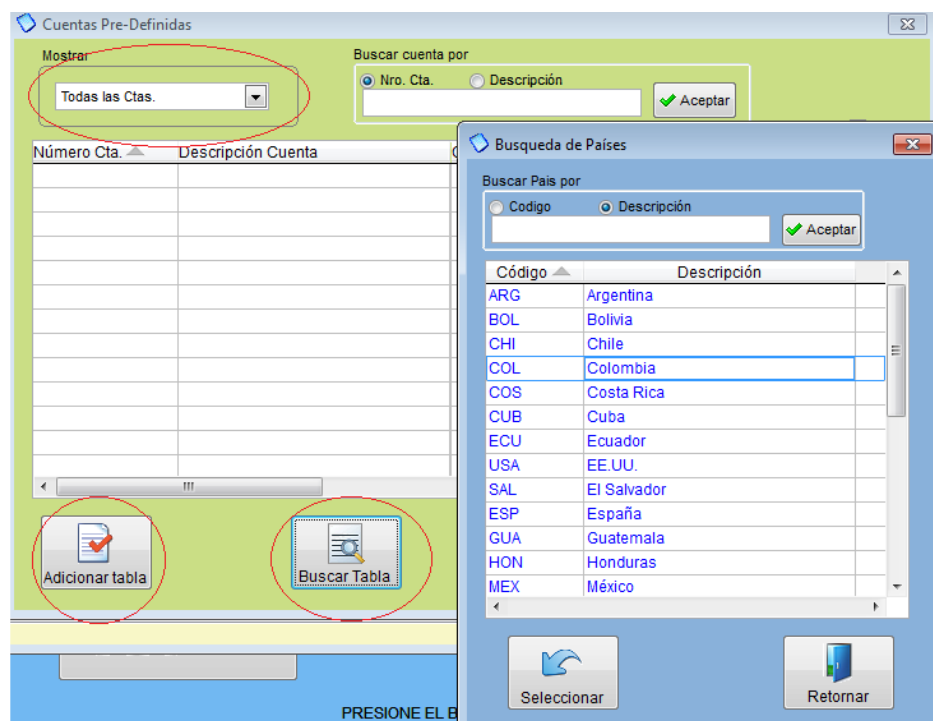 Cuentas Pre-Definidas
Mostrar
Todas las Ctas.
Buscar cuenta por
Nro. Cta. Descripción
Aceptar
Número Cta. Descripción Cuenta
Adicionar tabla
Buscar Tabla
PRESIONE EL B
Busqueda de Países
Buscar Pais por
Codigo Descripción
Aceptar
Código Descripción
ARG Argentina
BOL Bolivia
CHI Chile
COL Colombia
COS Costa Rica
CUB Cuba
ECU Ecuador
USA EE.UU.
SAL El Salvador
ESP España
GUA Guatemala
HON Honduras
MEX México
Seleccionar
Retornar